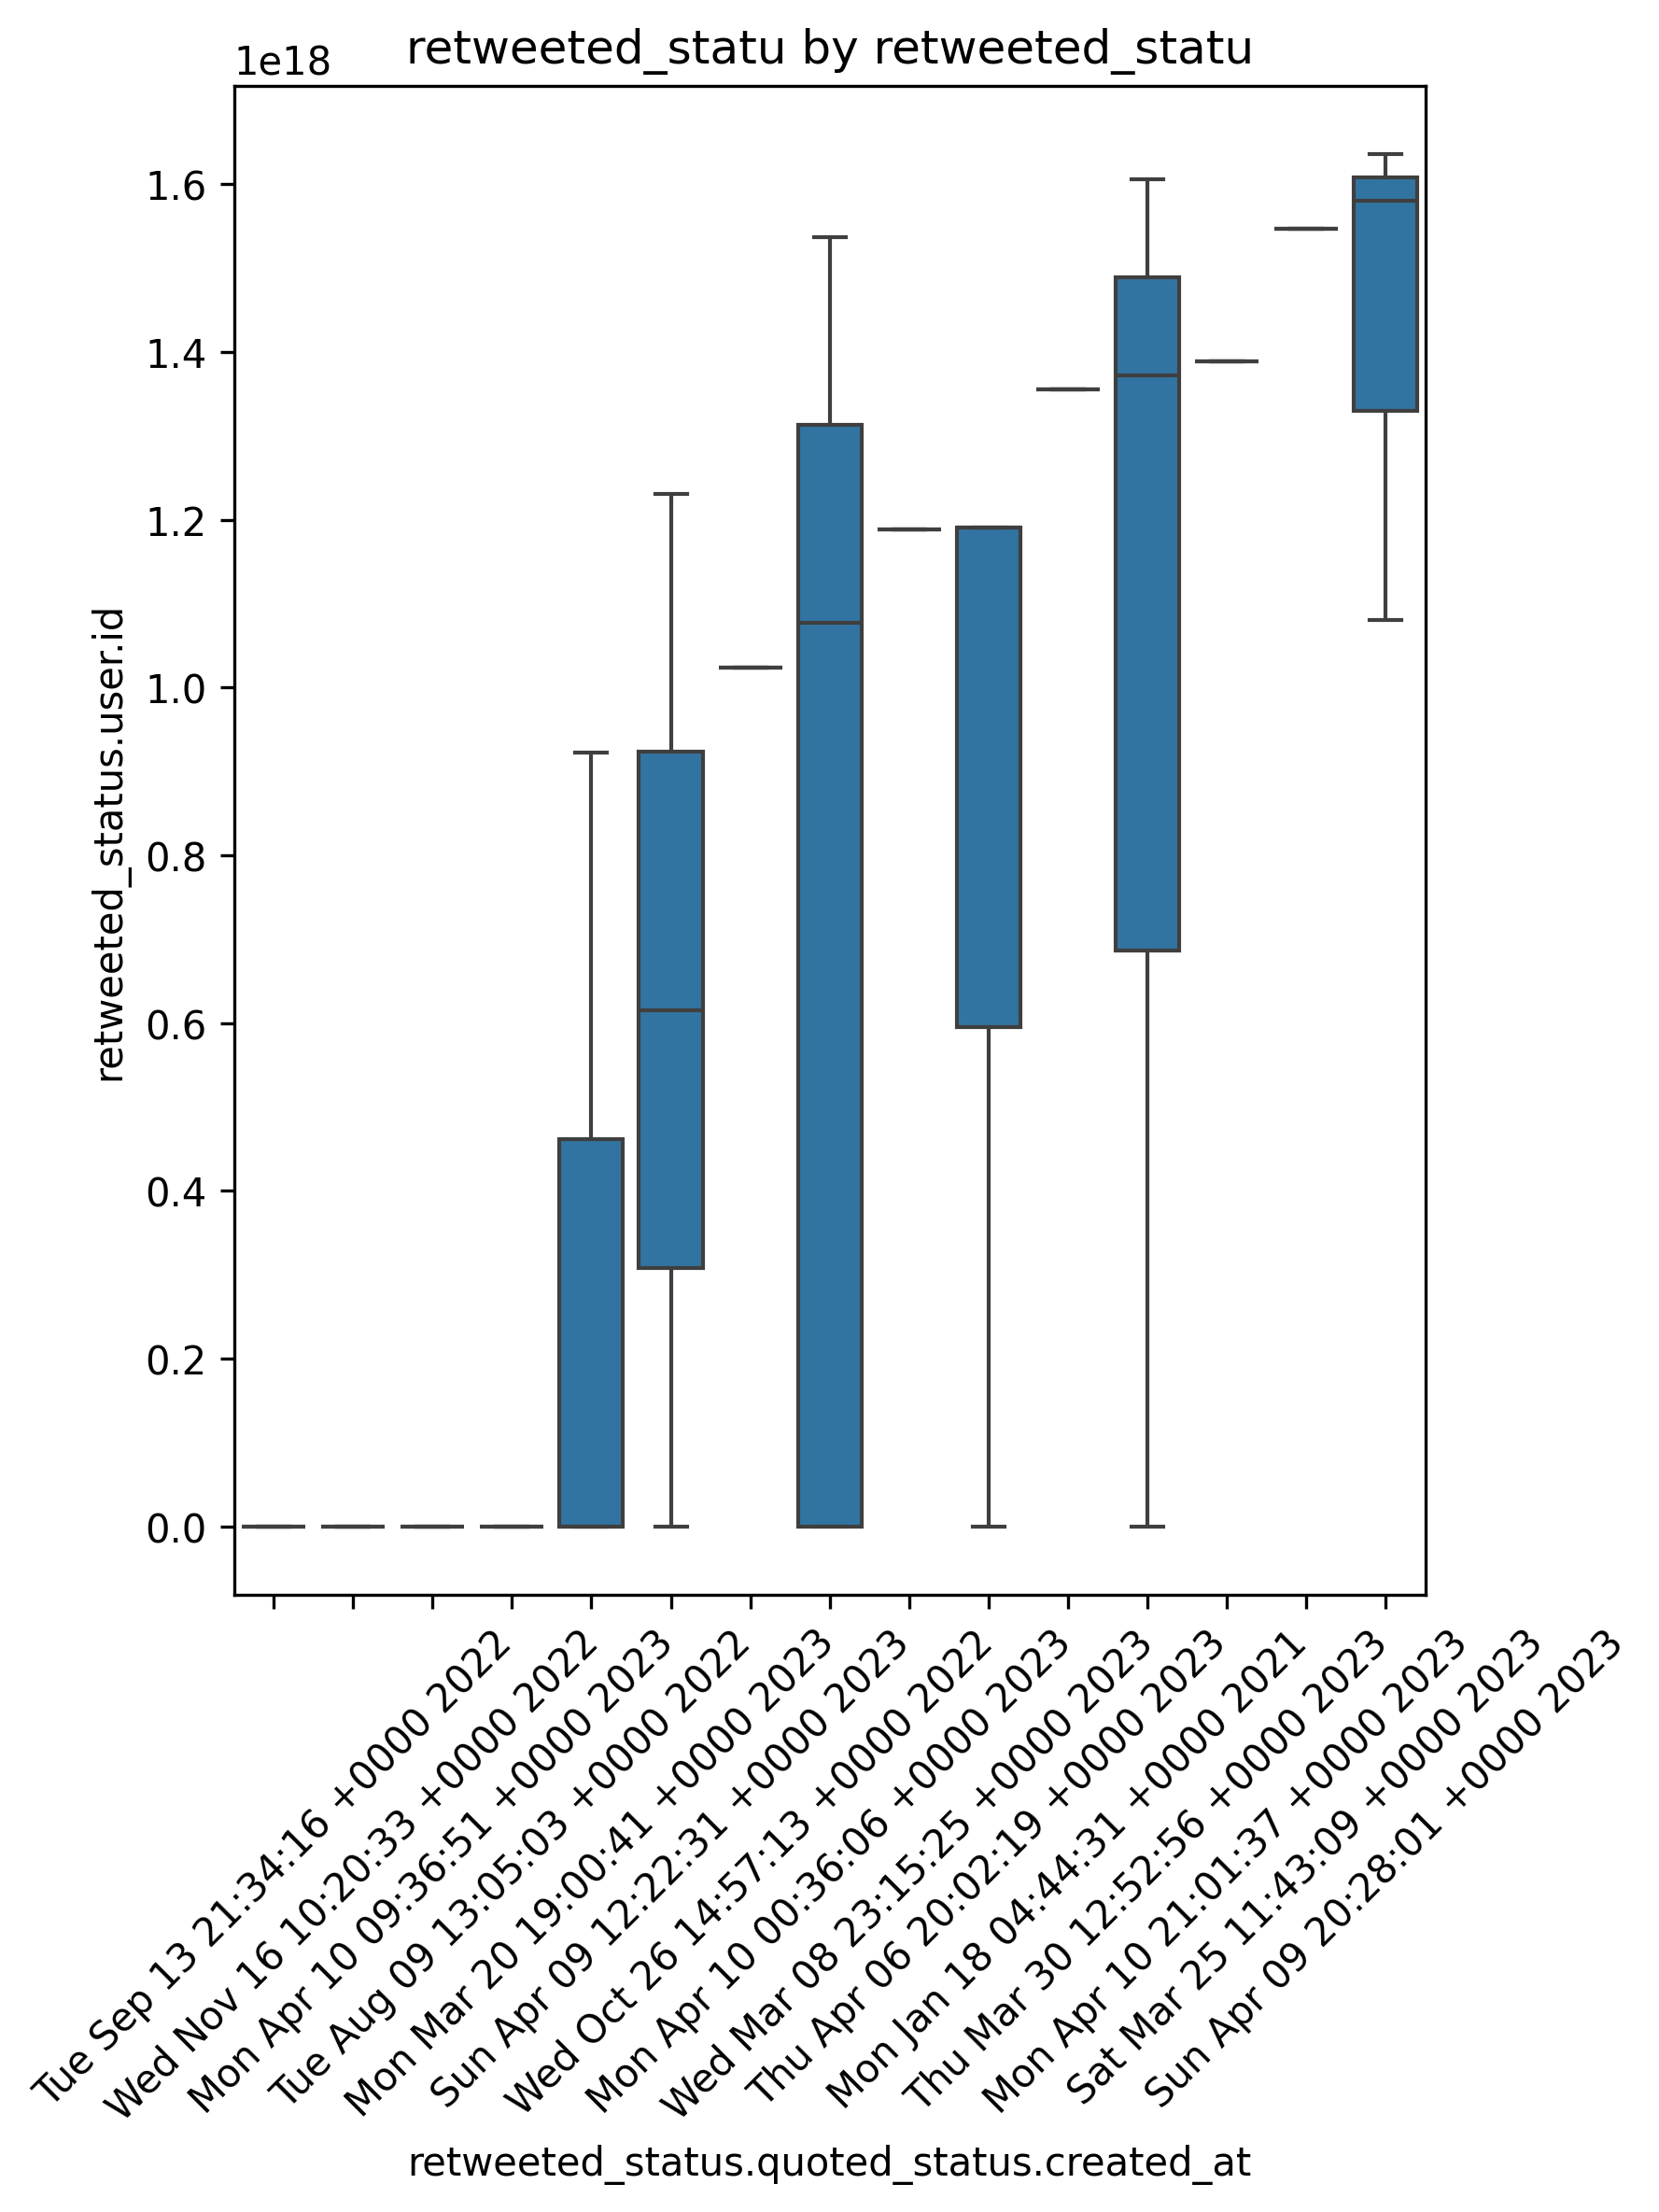 retweeted_statu by retweeted_statu
1e18
1.6
1.4
1.2
1.0
0.8
0.6
0.4
0.2
0.0
retweeted_status.user.id
Tue Sep 13 21:34:16 +0000 2022
Wed Nov 16 10:20:33 +0000 2022
Mon Apr 10 09:36:51 +0000 2023
Tue Aug 09 13:05:03 +0000 2022
Mon Mar 20 19:00:41 +0000 2023
Sun Apr 09 12:22:31 +0000 2023
Wed Oct 26 14:57:13 +0000 2022
Mon Apr 10 00:36:06 +0000 2023
Wed Mar 08 23:15:25 +0000 2023
Thu Apr 06 20:02:19 +0000 2023
Mon Jan 18 04:44:31 +0000 2021
Thu Mar 30 12:52:56 +0000 2023
Mon Apr 10 21:01:37 +0000 2023
Sat Mar 25 11:43:09 +0000 2023
Sun Apr 09 20:28:01 +0000 2023
retweeted_status.quoted_status.created_at